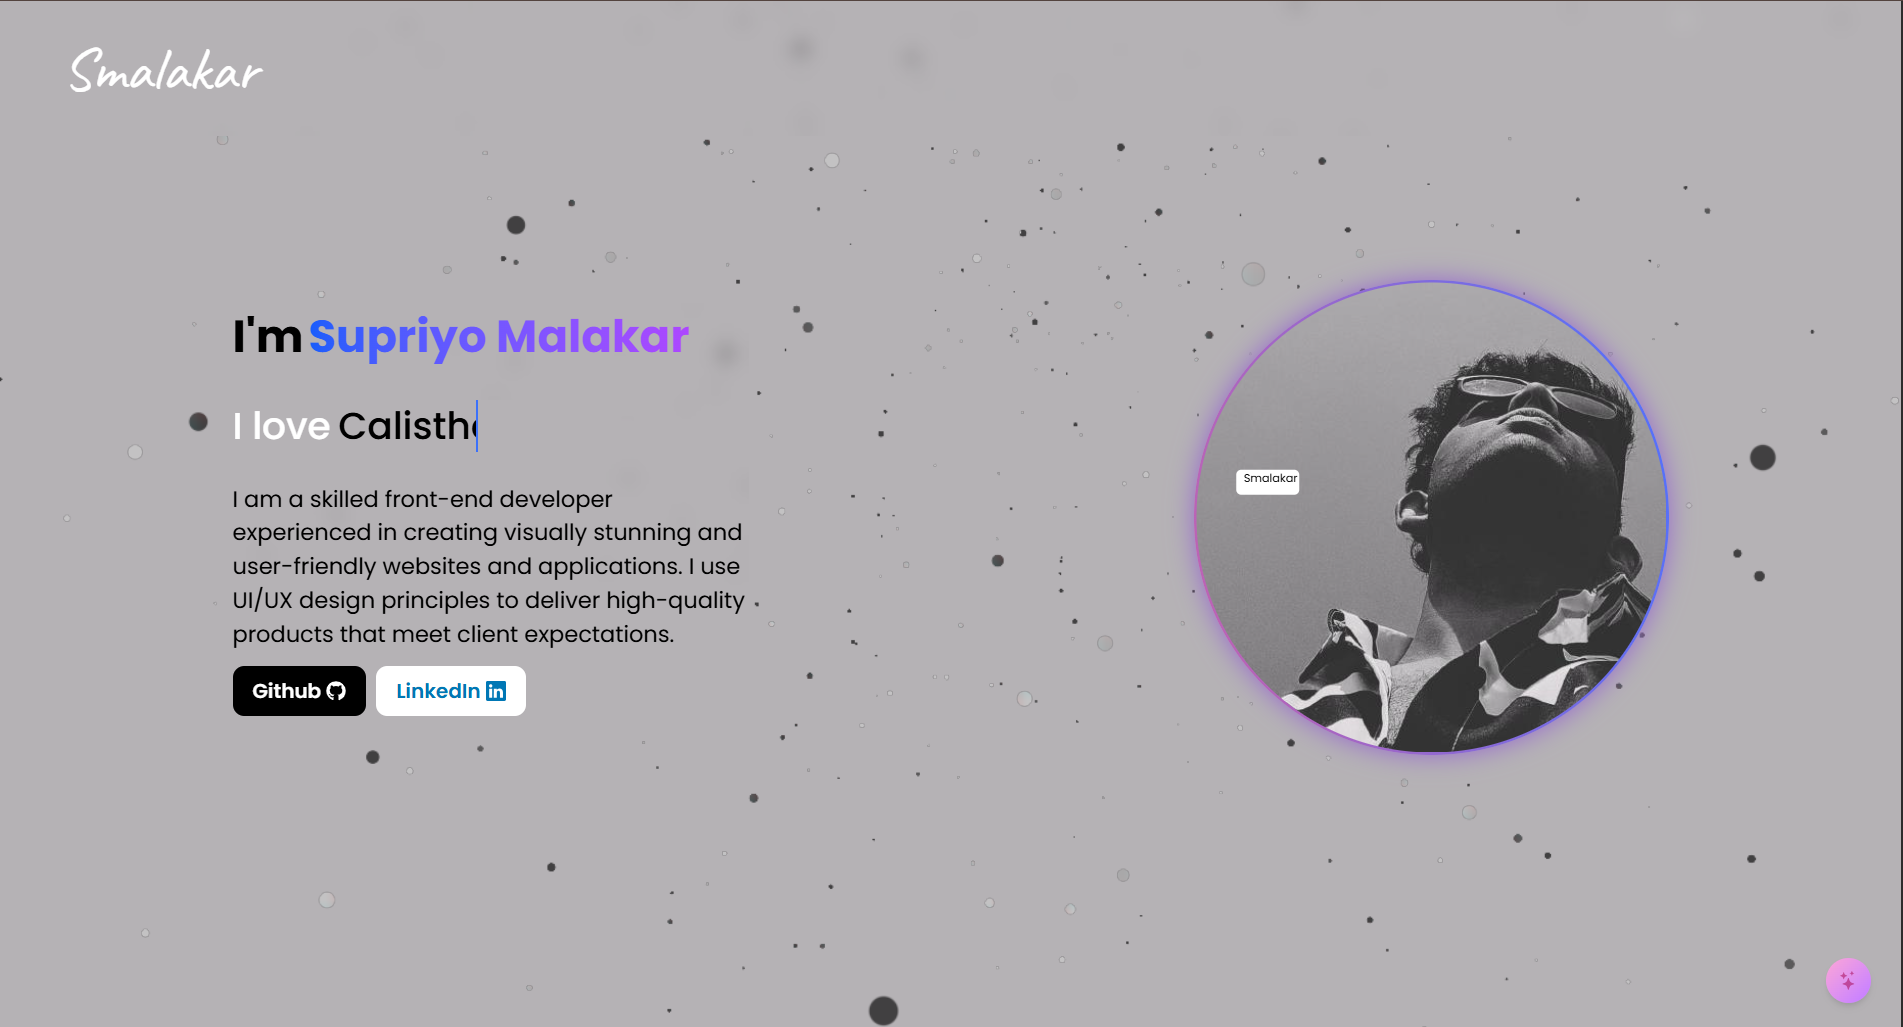 Smalakar
I'm Supriyo Malakar
I love Calisth
I am a skilled front-end developer
experienced in creating visually stunning and
user-friendly websites and applications. I use
UI/UX design principles to deliver high-quality
products that meet client expectations.
Github
LinkedIn in
Smalakar